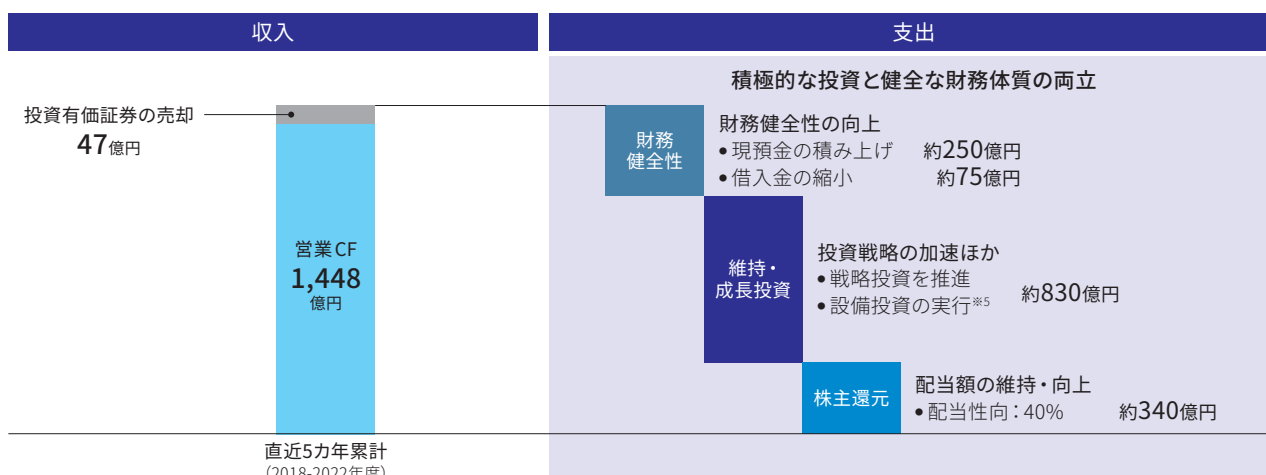 収入
支出
積極的な投資と健全な財務体質の両立
投資有価証券の売却
47億円
営業CF
1,448
億円
直近5カ年累計
(2018-2022年度)
財務
健全性
財務健全性の向上
•現預金の積み上げ 約250億円
•借入金の縮小 約75億円
維持・
成長投資
投資戦略の加速ほか
•戦略投資を推進
•設備投資の実行※5
約830億円
株主還元
配当額の維持・向上
•配当性向：40% 約340億円